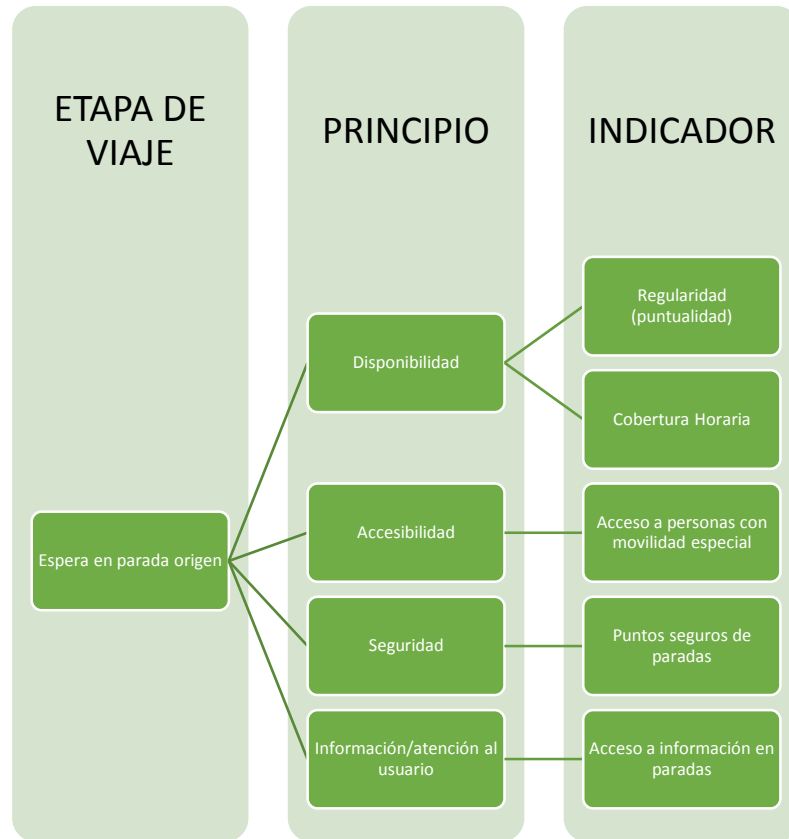 ETAPA DE
VIAJE
PRINCIPIO
INDICADOR
Espera en parada origen
Disponibilidad
Regularidad
(puntualidad)
Cobertura Horaria
Accesibilidad
Acceso a personas con
movilidad especial
Seguridad
Puntos seguros de
paradas
Información/atención al
usuario
Acceso a información en
paradas